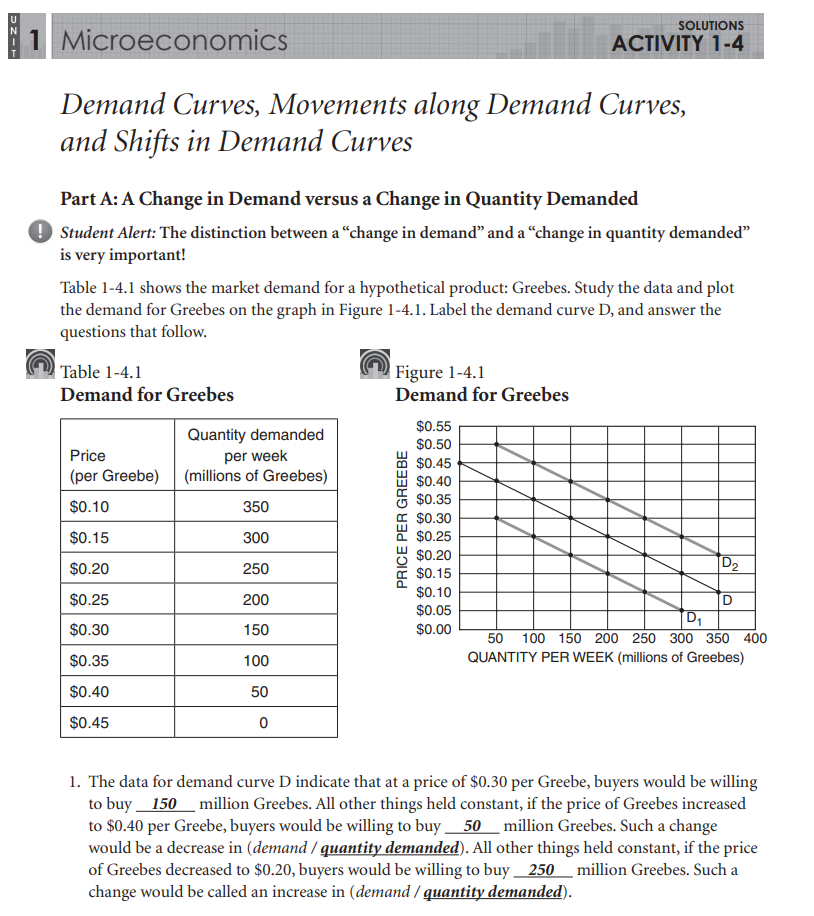 UNIT
1 Microeconomics
SOLUTIONS
ACTIVITY 1-4
Demand Curves, Movements along Demand Curves,
and Shifts in Demand Curves
Part A: A Change in Demand versus a Change in Quantity Demanded
! Student Alert: The distinction between a “change in demand” and a “change in quantity demanded”
is very important!
Table 1-4.1 shows the market demand for a hypothetical product: Greebes. Study the data and plot
the demand for Greebes on the graph in Figure 1-4.1. Label the demand curve D, and answer the
questions that follow.
Table 1-4.1
Demand for Greebes
Price
(per Greebe)
Quantity demanded
per week
(millions of Greebes)
$0.10 350
$0.15 300
$0.20 250
$0.25 200
$0.30 150
$0.35 100
$0.40 50
$0.45 0
Figure 1-4.1
Demand for Greebes
PRICE PER GREEBE
$0.55
$0.50
$0.45
$0.40
$0.35
$0.30
$0.25
$0.20
$0.15
$0.10
$0.05
$0.00
D₂
D
D₁
50 100 150 200 250 300 350 400
QUANTITY PER WEEK (millions of Greebes)
1. The data for demand curve D indicate that at a price of $0.30 per Greebe, buyers would be willing
to buy 150 million Greebes. All other things held constant, if the price of Greebes increased
to $0.40 per Greebe, buyers would be willing to buy 50 million Greebes. Such a change
would be a decrease in (demand / quantity demanded). All other things held constant, if the price
of Greebes decreased to $0.20, buyers would be willing to buy 250 million Greebes. Such a
change would be called an increase in (demand / quantity demanded).